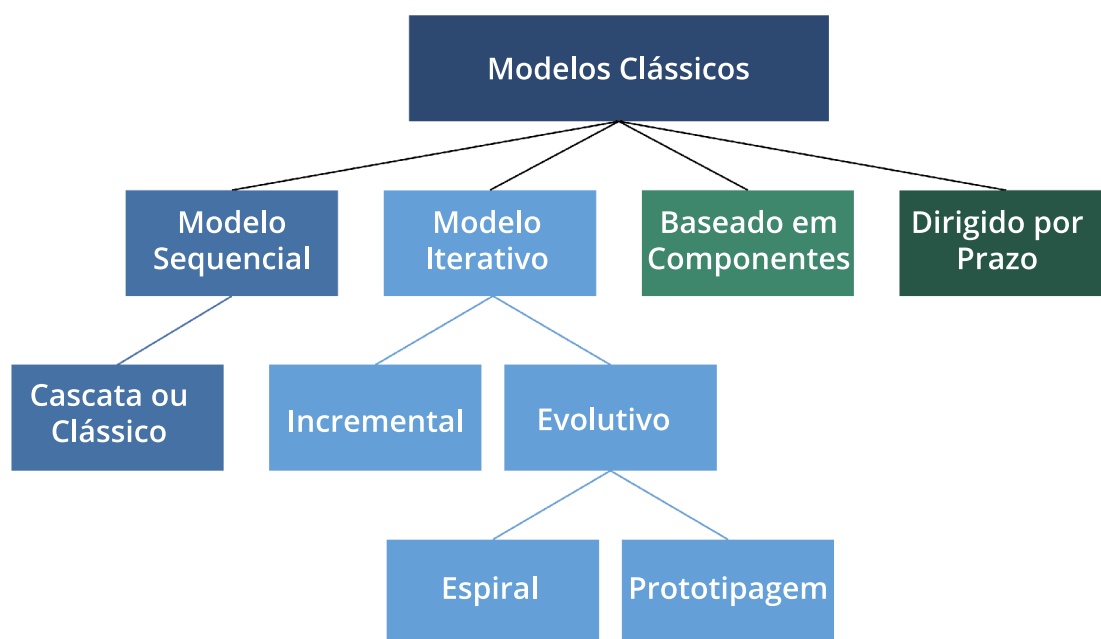 Modelos Clássicos
Modelo
Sequencial
Modelo
Iterativo
Baseado em
Componentes
Dirigido por
Prazo
Cascata ou
Clássico
Incremental
Evolutivo
Espiral
Prototipagem